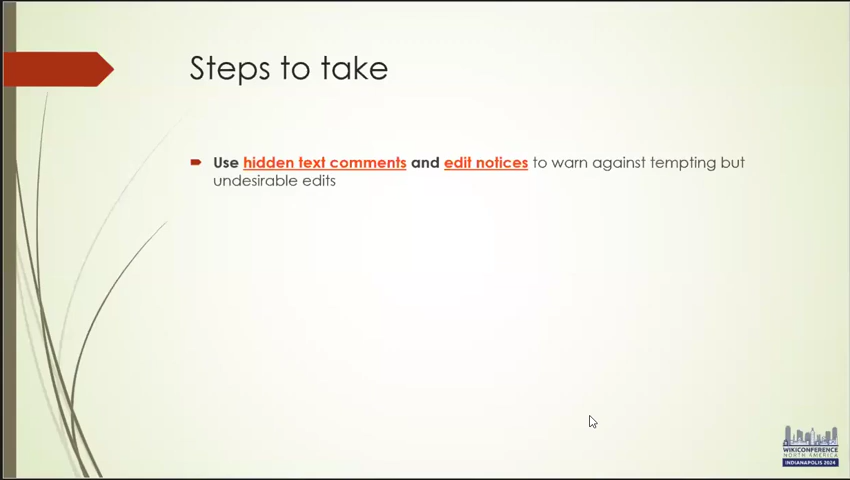 Steps to take
Use hidden text comments and edit notices to warn against tempting but
undesirable edits
WIKICONFERENCE
NORTH AMERICA
INDIANAPOLIS 2024